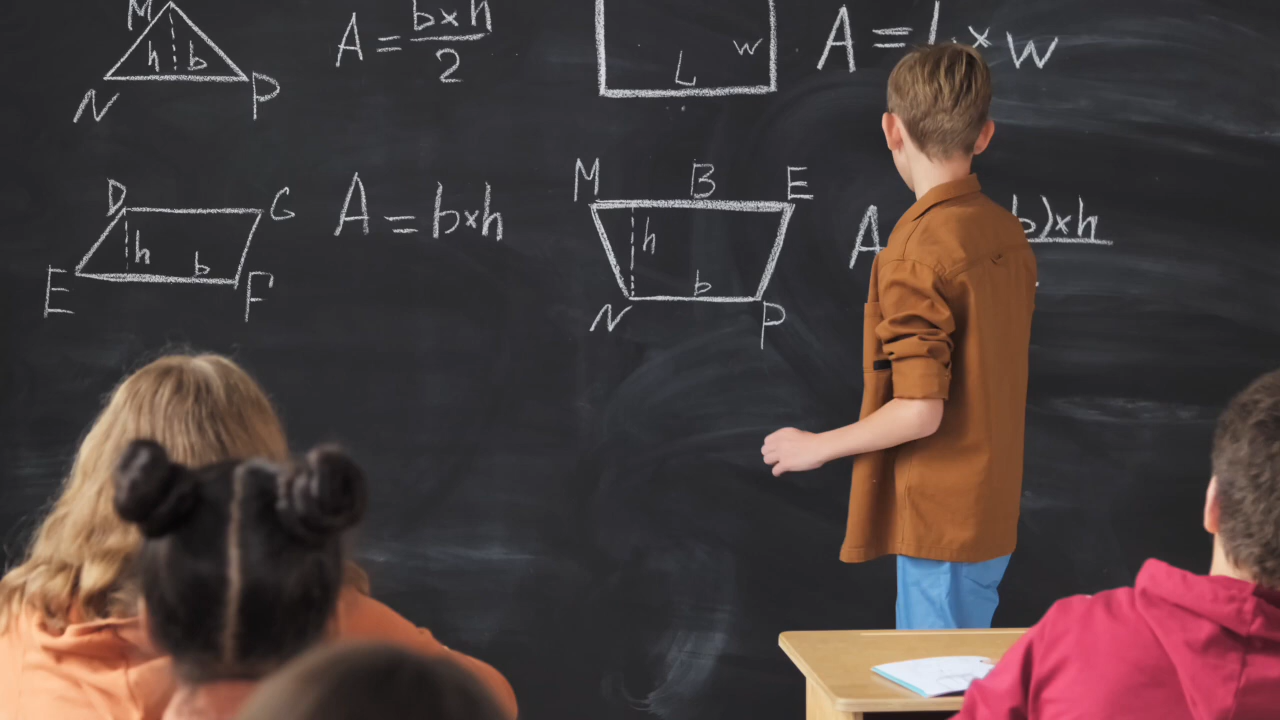 M
h b
N P
A = b×h
2
L w
A = L × w
D G
h
b
E F
A = b×h
M B E
h
b
N P
A b)×h